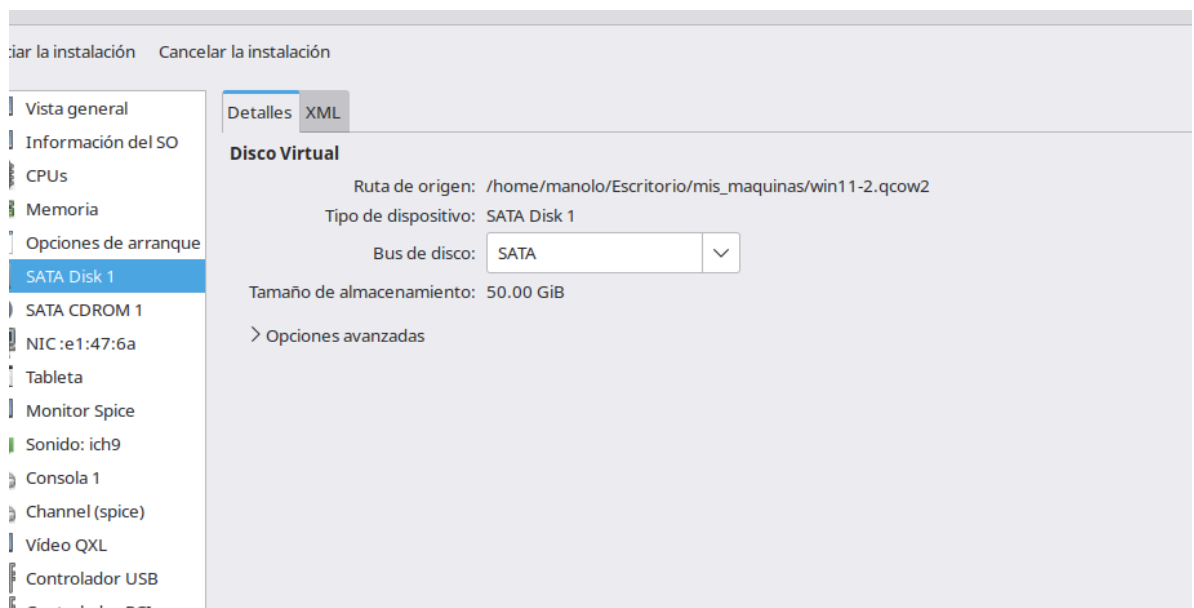 iar la instalación Cancelar la instalación
Vista general
Información del SO
CPUs
Memoria
Opciones de arranque
SATA Disk 1
SATA CDROM 1
NIC :e1:47:6a
Tableta
Monitor Spice
Sonido: ich9
Consola 1
Channel (spice)
Vídeo QXL
Controlador USB
Detalles XML
Disco Virtual
Ruta de origen: /home/manolo/Escritorio/mis_maquinas/win11-2.qcow2
Tipo de dispositivo: SATA Disk 1
Bus de disco: SATA
Tamaño de almacenamiento: 50.00 GiB
Opciones avanzadas